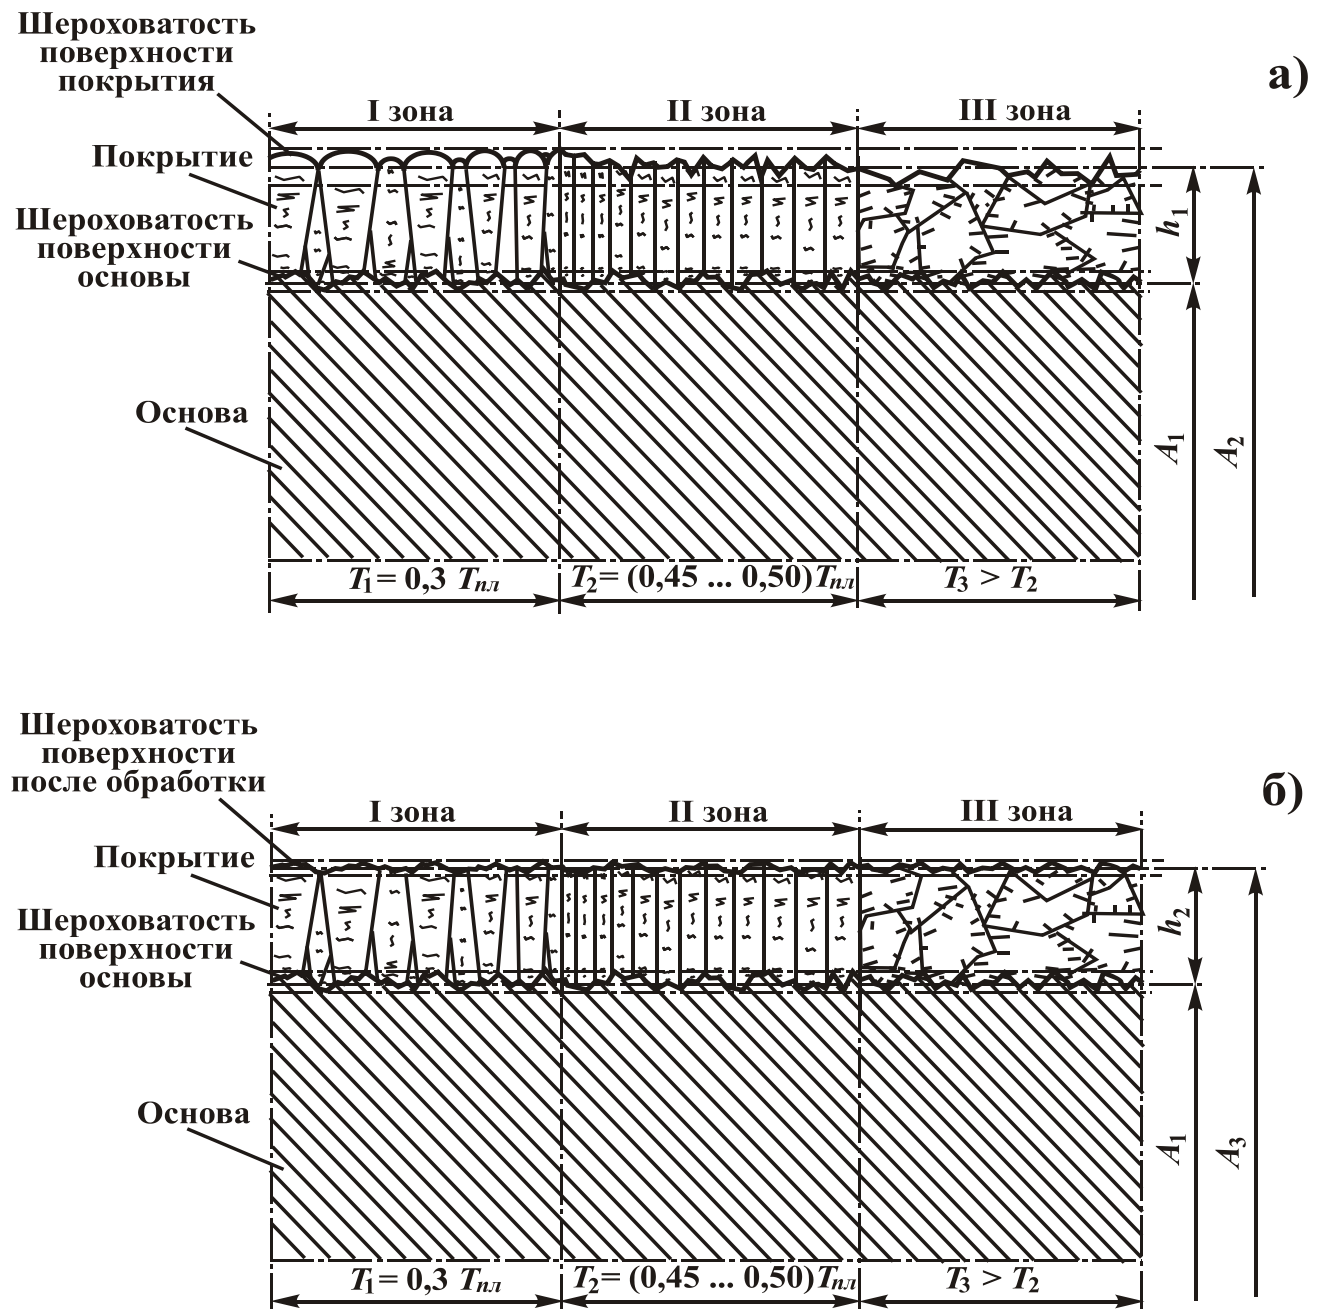 Шероховатость
поверхности
покрытия
а)
I зона
II зона
III зона
Покрытие
Шероховатость
поверхности
основы
h1
Основа
A1
A2
T1 = 0,3 Tпл
T2 = (0,45 ... 0,50)Tпл
T3 > T2
Шероховатость
поверхности
после обработки
б)
I зона
II зона
III зона
Покрытие
Шероховатость
поверхности
основы
h2
Основа
A1
A3
T1 = 0,3 Tпл
T2 = (0,45 ... 0,50)Tпл
T3 > T2